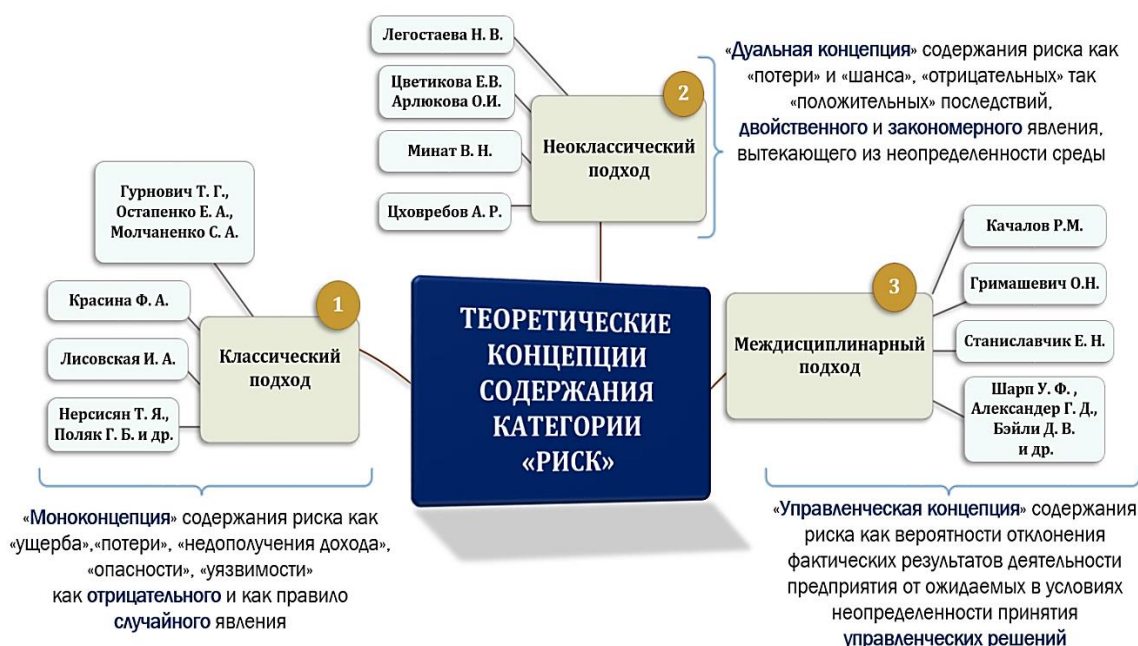 ТЕОРЕТИЧЕСКИЕ
КОНЦЕПЦИИ
СОДЕРЖАНИЯ
КАТЕГОРИИ
«РИСК»
1
Классический
подход
Гурнович Т. Г.,
Остапенко Е. А.,
Молчаненко С. А.
Красина Ф. А.
Лисовская И. А.
Нерсисян Т. Я.,
Поляк Г. Б. и др.
«Моноконцепция» содержания риска как
«ущерба»,«потери», «недополучения дохода»,
«опасности», «уязвимости»
как отрицательного и как правило
случайного явления
2
Неоклассический
подход
Легостаева Н. В.
Цветикова Е.В.
Арлюкова О.И.
Минат В. Н.
Цховребов А. Р.
«Дуальная концепция» содержания риска как
«потери» и «шанса», «отрицательных» так
«положительных» последствий,
двойственного и закономерного явления,
вытекающего из неопределенности среды
3
Междисциплинарный
подход
Качалов Р.М.
Гримашевич О.Н.
Станиславчик Е. Н.
Шарп У. Ф. ,
Александер Г. Д.,
Бэйли Д. В.
и др.
«Управленческая концепция» содержания
риска как вероятности отклонения
фактических результатов деятельности
предприятия от ожидаемых в условиях
неопределенности принятия
управленческих решений